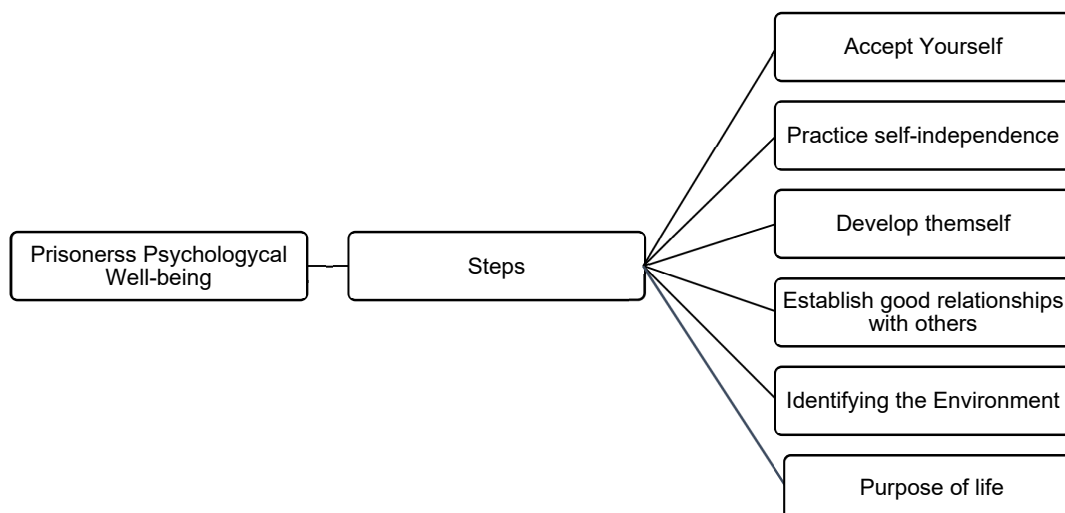 Prisonerss Psychologycal
Well-being
Steps
Accept Yourself
Practice self-independence
Develop themself
Establish good relationships
with others
Identifying the Environment
Purpose of life